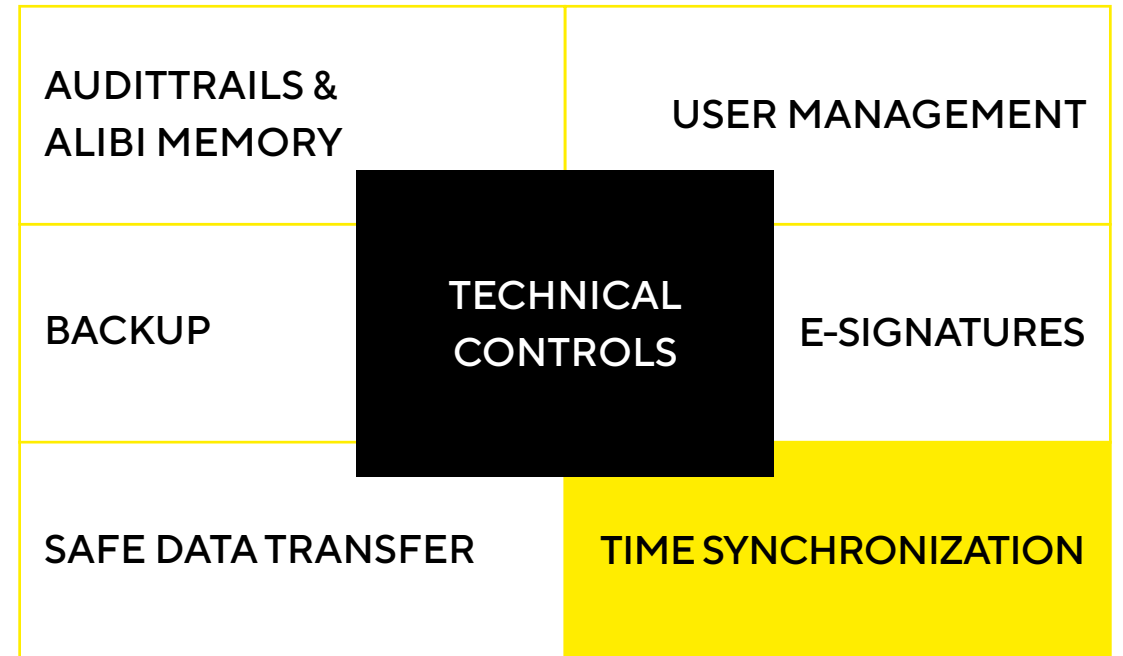 AUDITTRAILS &
ALIBI MEMORY
USER MANAGEMENT
BACKUP
TECHNICAL
CONTROLS
E-SIGNATURES
SAFE DATA TRANSFER
TIME SYNCHRONIZATION